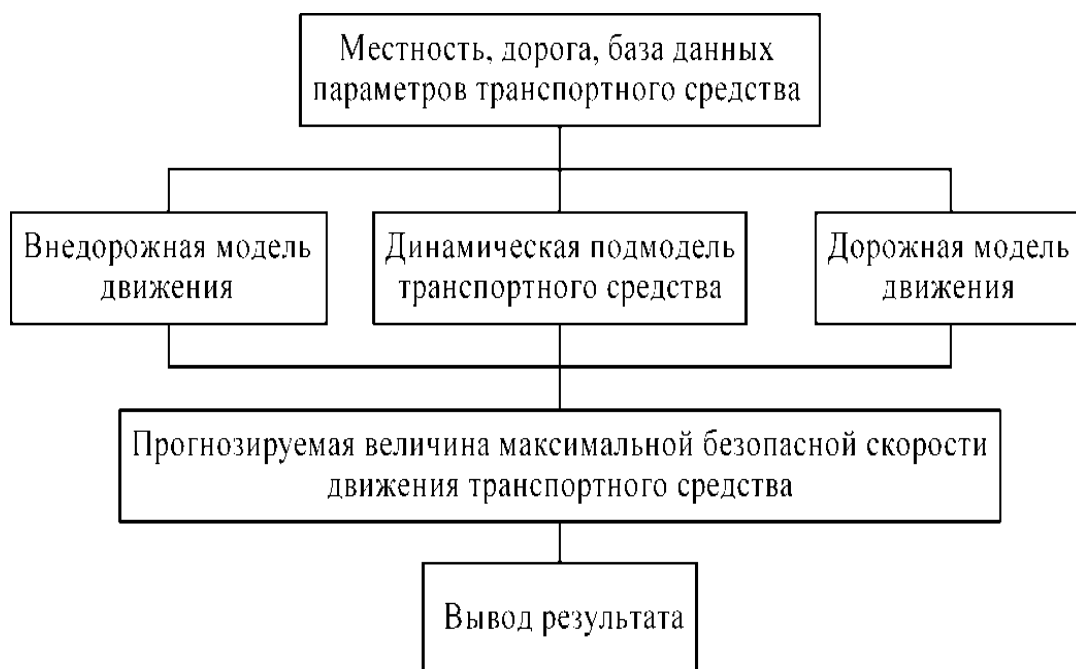 Местность, дорога, база данных
параметров транспортного средства
Внедорожная модель
движения
Динамическая подмодель
транспортного средства
Дорожная модель
движения
Прогнозируемая величина максимальной безопасной скорости
движения транспортного средства
Вывод результата